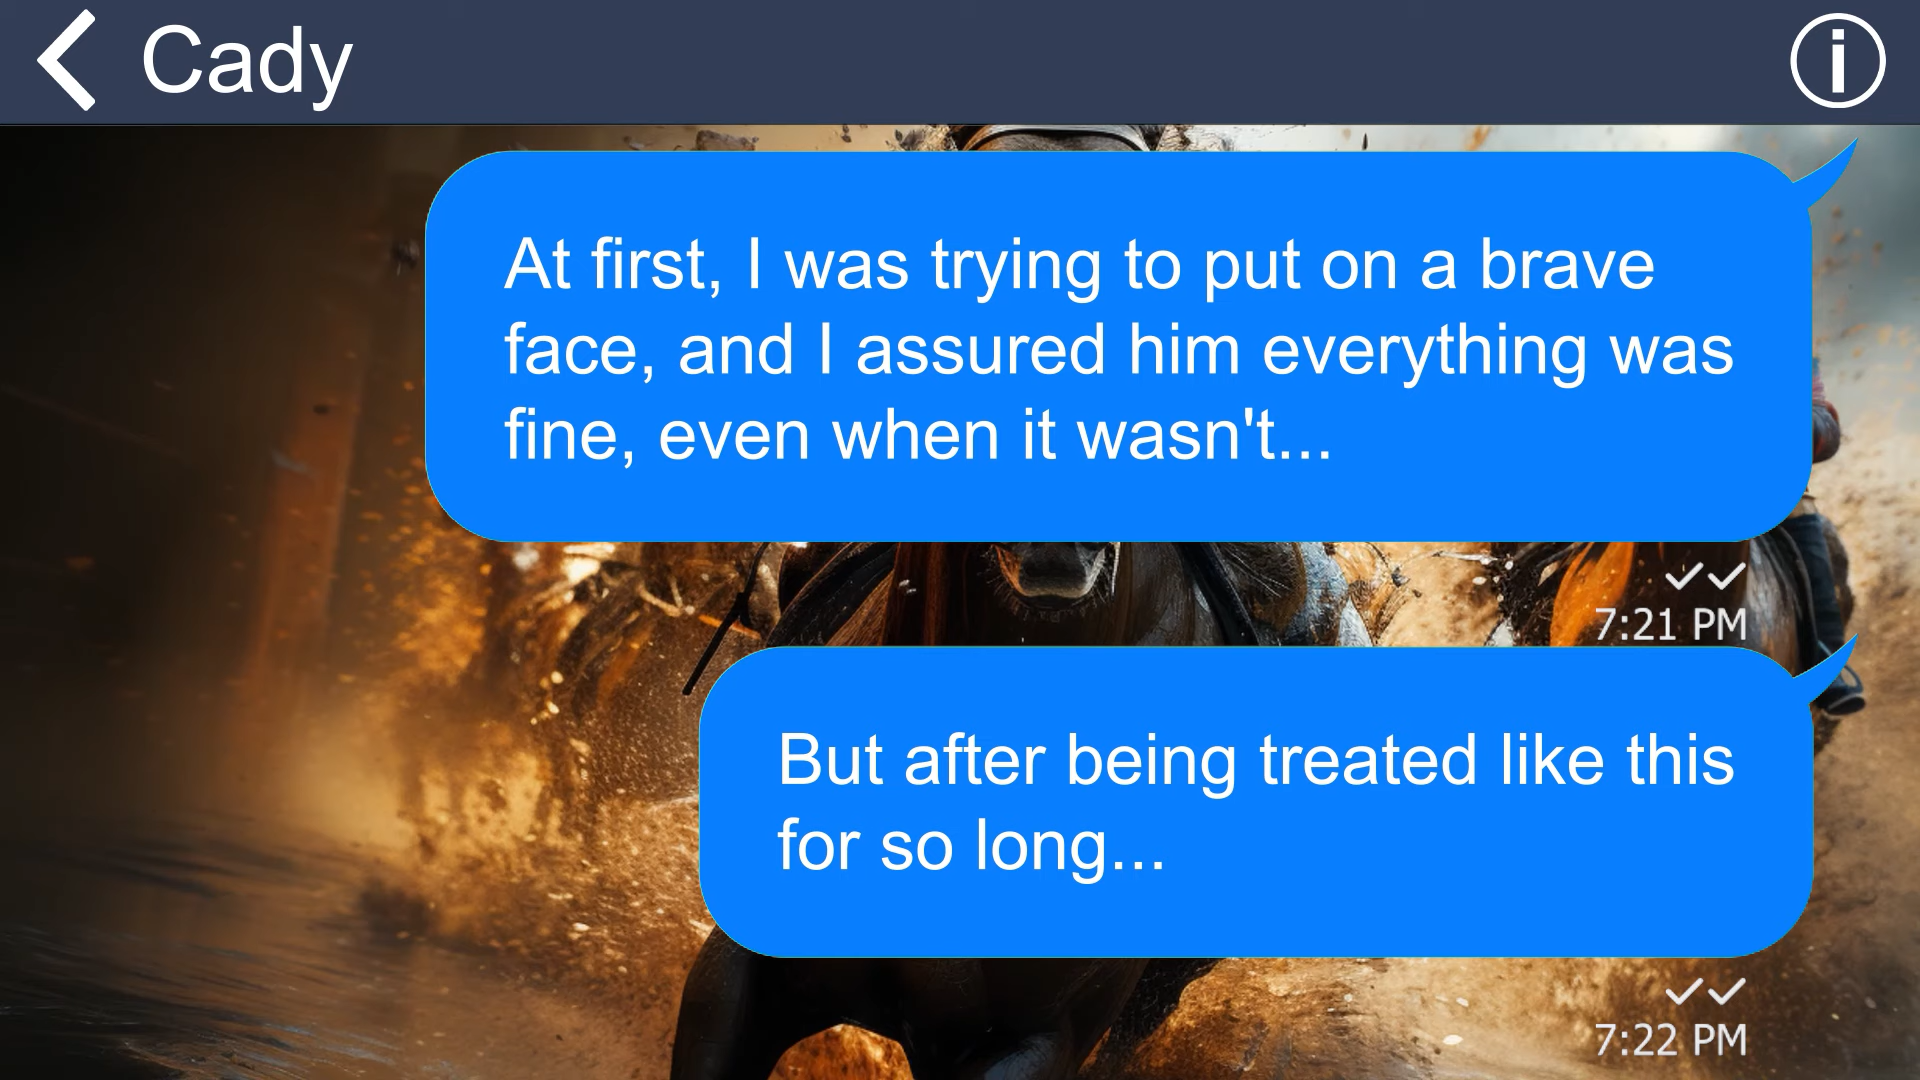 Cady
At first, I was trying to put on a brave
face, and I assured him everything was
fine, even when it wasn't...
7:21 PM
But after being treated like this
for so long...
7:22 PM